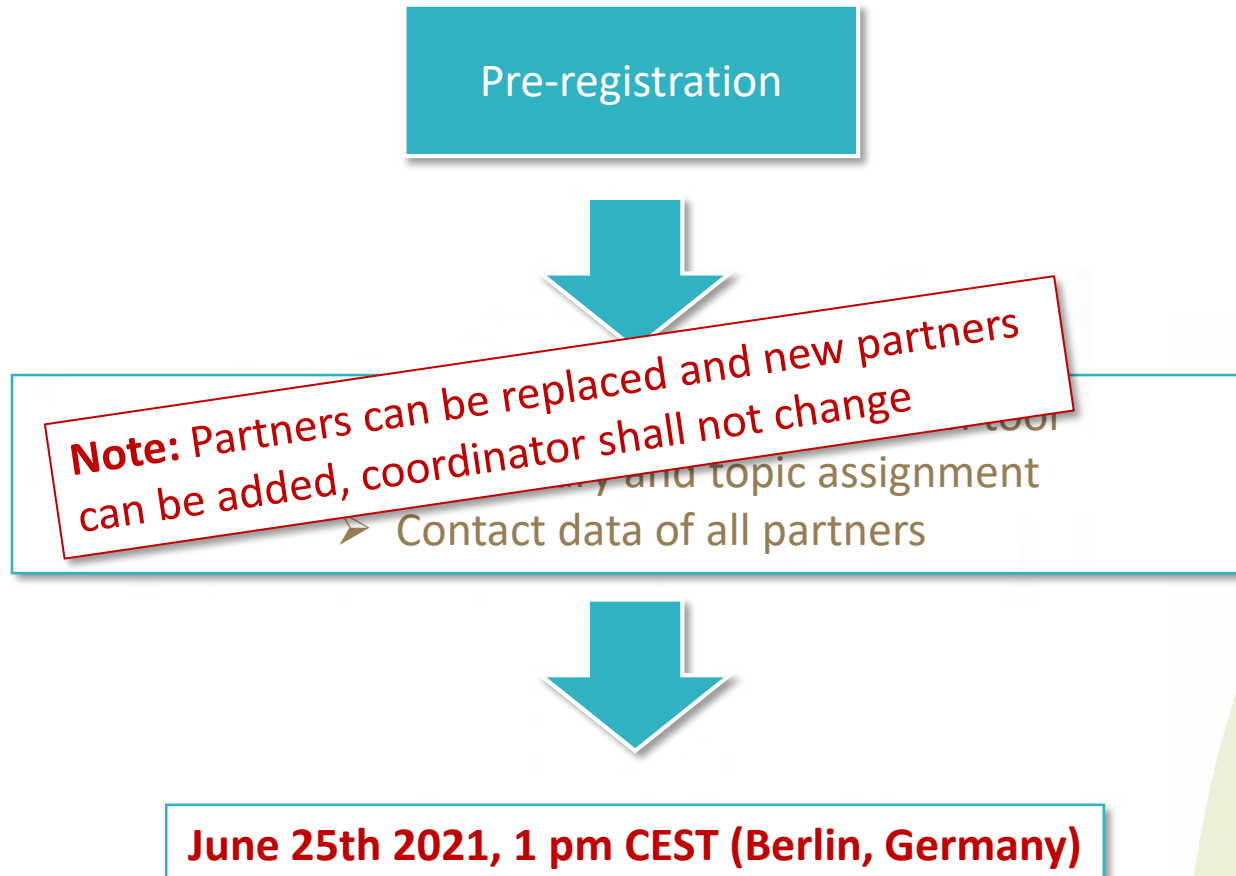 Pre-registration
Note: Partners can be replaced and new partners
can be added, coordinator shall not change
tool
and topic assignment
➢ Contact data of all partners
June 25th 2021, 1 pm CEST (Berlin, Germany)